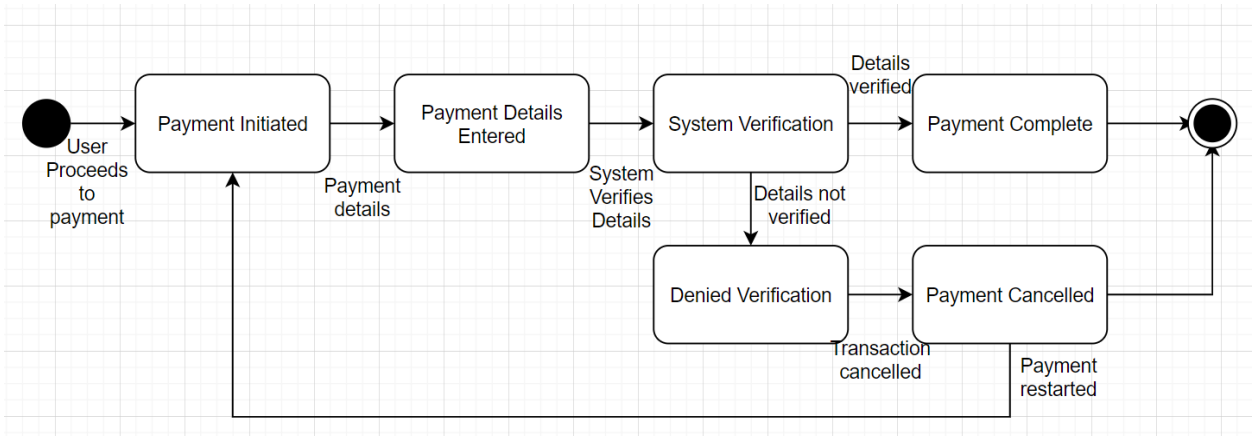 Payment Initiated
Payment Details
Entered
System Verification
Payment Complete
Details
verified
User
Proceeds
to
payment
Payment
details
System
Verifies
Details
Details not
verified
Denied Verification
Payment Cancelled
Transaction
cancelled
Payment
restarted